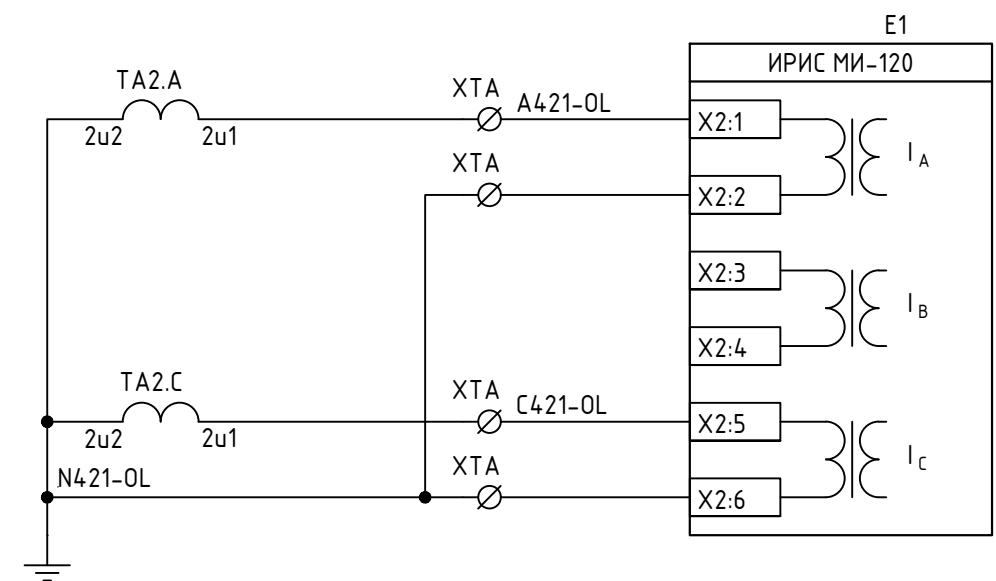 E1
ИРИС МИ-120
TA2.A
2u2
2u1
XTA
A421-OL
X2:1
I A
XTA
X2:2
X2:3
I B
X2:4
TA2.C
2u2
2u1
XTA
C421-OL
X2:5
I C
N421-OL
XTA
X2:6